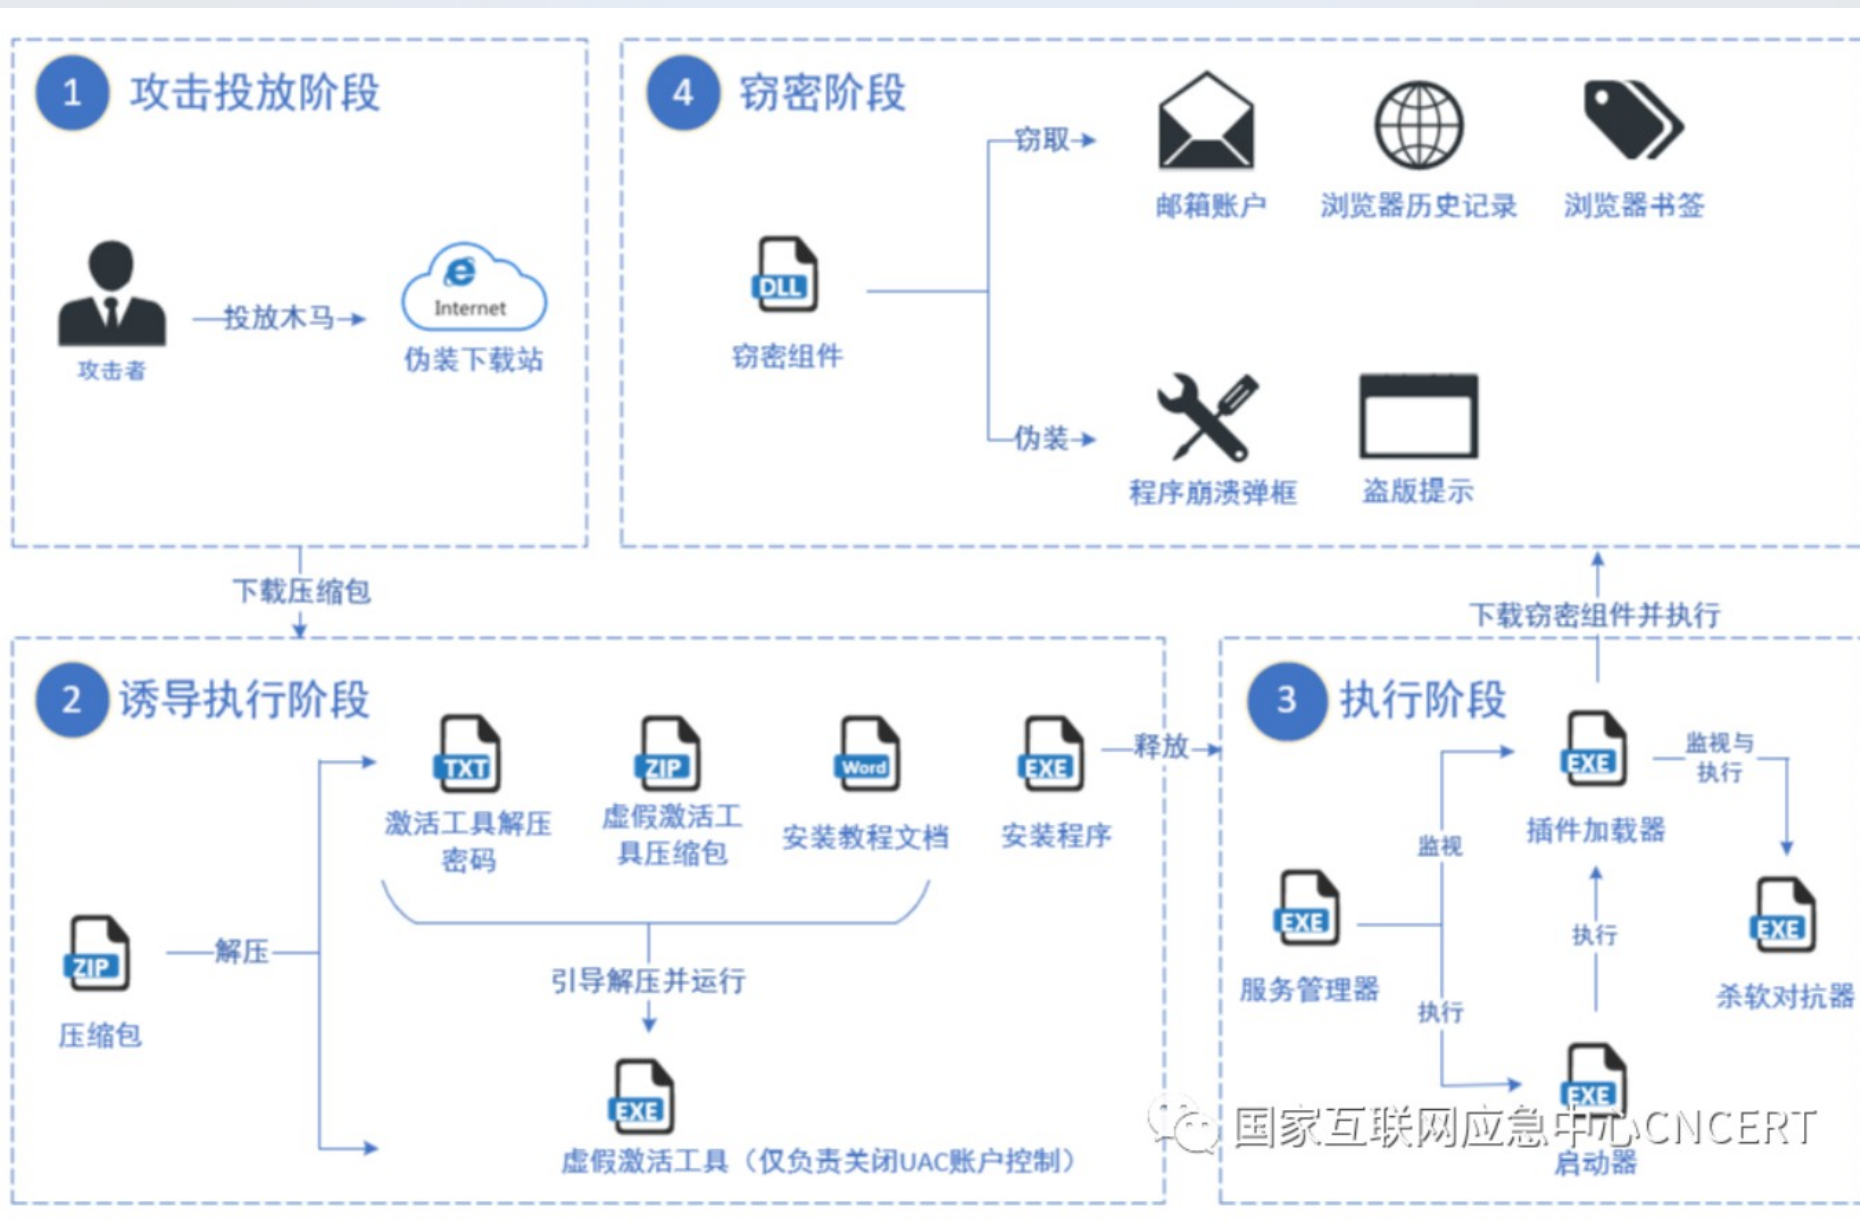 1 攻击投放阶段
攻击者
投放木马
Internet
伪装下载站
4 窃密阶段
DLL
窃密组件
窃取
邮箱账户
浏览器历史记录
浏览器书签
伪装
程序崩溃弹框
盗版提示
下载压缩包
2 诱导执行阶段
ZIP
压缩包
解压
TXT
激活工具解压
密码
ZIP
虚假激活工
具压缩包
Word
安装教程文档
EXE
安装程序
引导解压并运行
EXE
虚假激活工具（仅负责关闭UAC账户控制）
释放
3 执行阶段
EXE
服务管理器
监视
执行
EXE
插件加载器
执行
EXE
启动器
监视与
执行
EXE
杀软对抗器
下载窃密组件并执行
国家互联网应急中心CNCERT